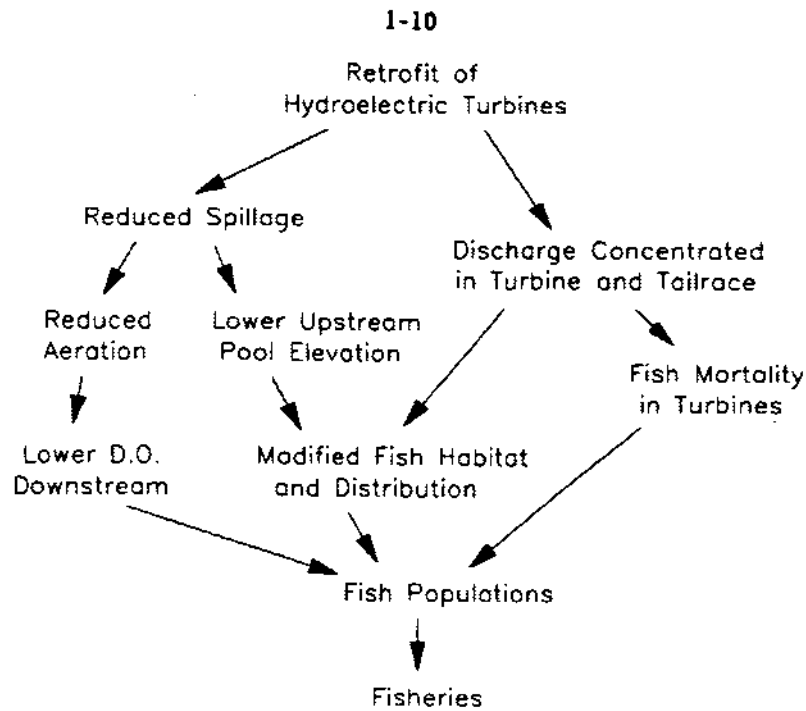 1-10
Retrofit of
Hydroelectric Turbines
Reduced Spillage
Discharge Concentrated
in Turbine and Tailrace
Reduced
Aeration
Lower Upstream
Pool Elevation
Fish Mortality
in Turbines
Lower D.O.
Downstream
Modified Fish Habitat
and Distribution
Fish Populations
Fisheries